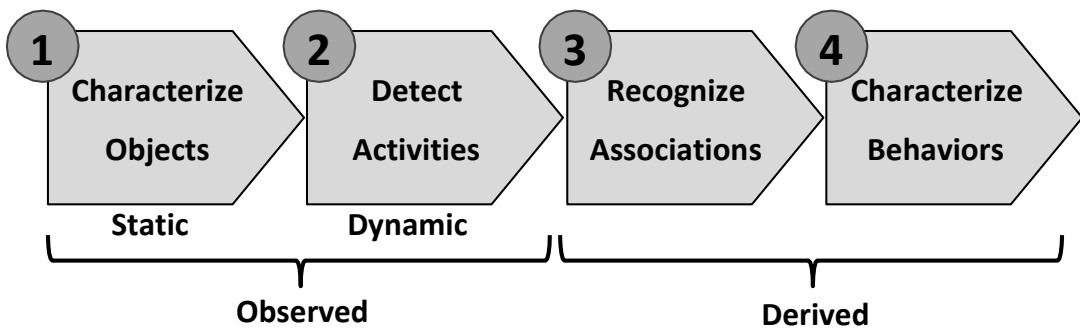 1
Characterize
Objects
2
Detect
Activities
3
Recognize
Associations
4
Characterize
Behaviors
Static
Dynamic
Observed
Derived